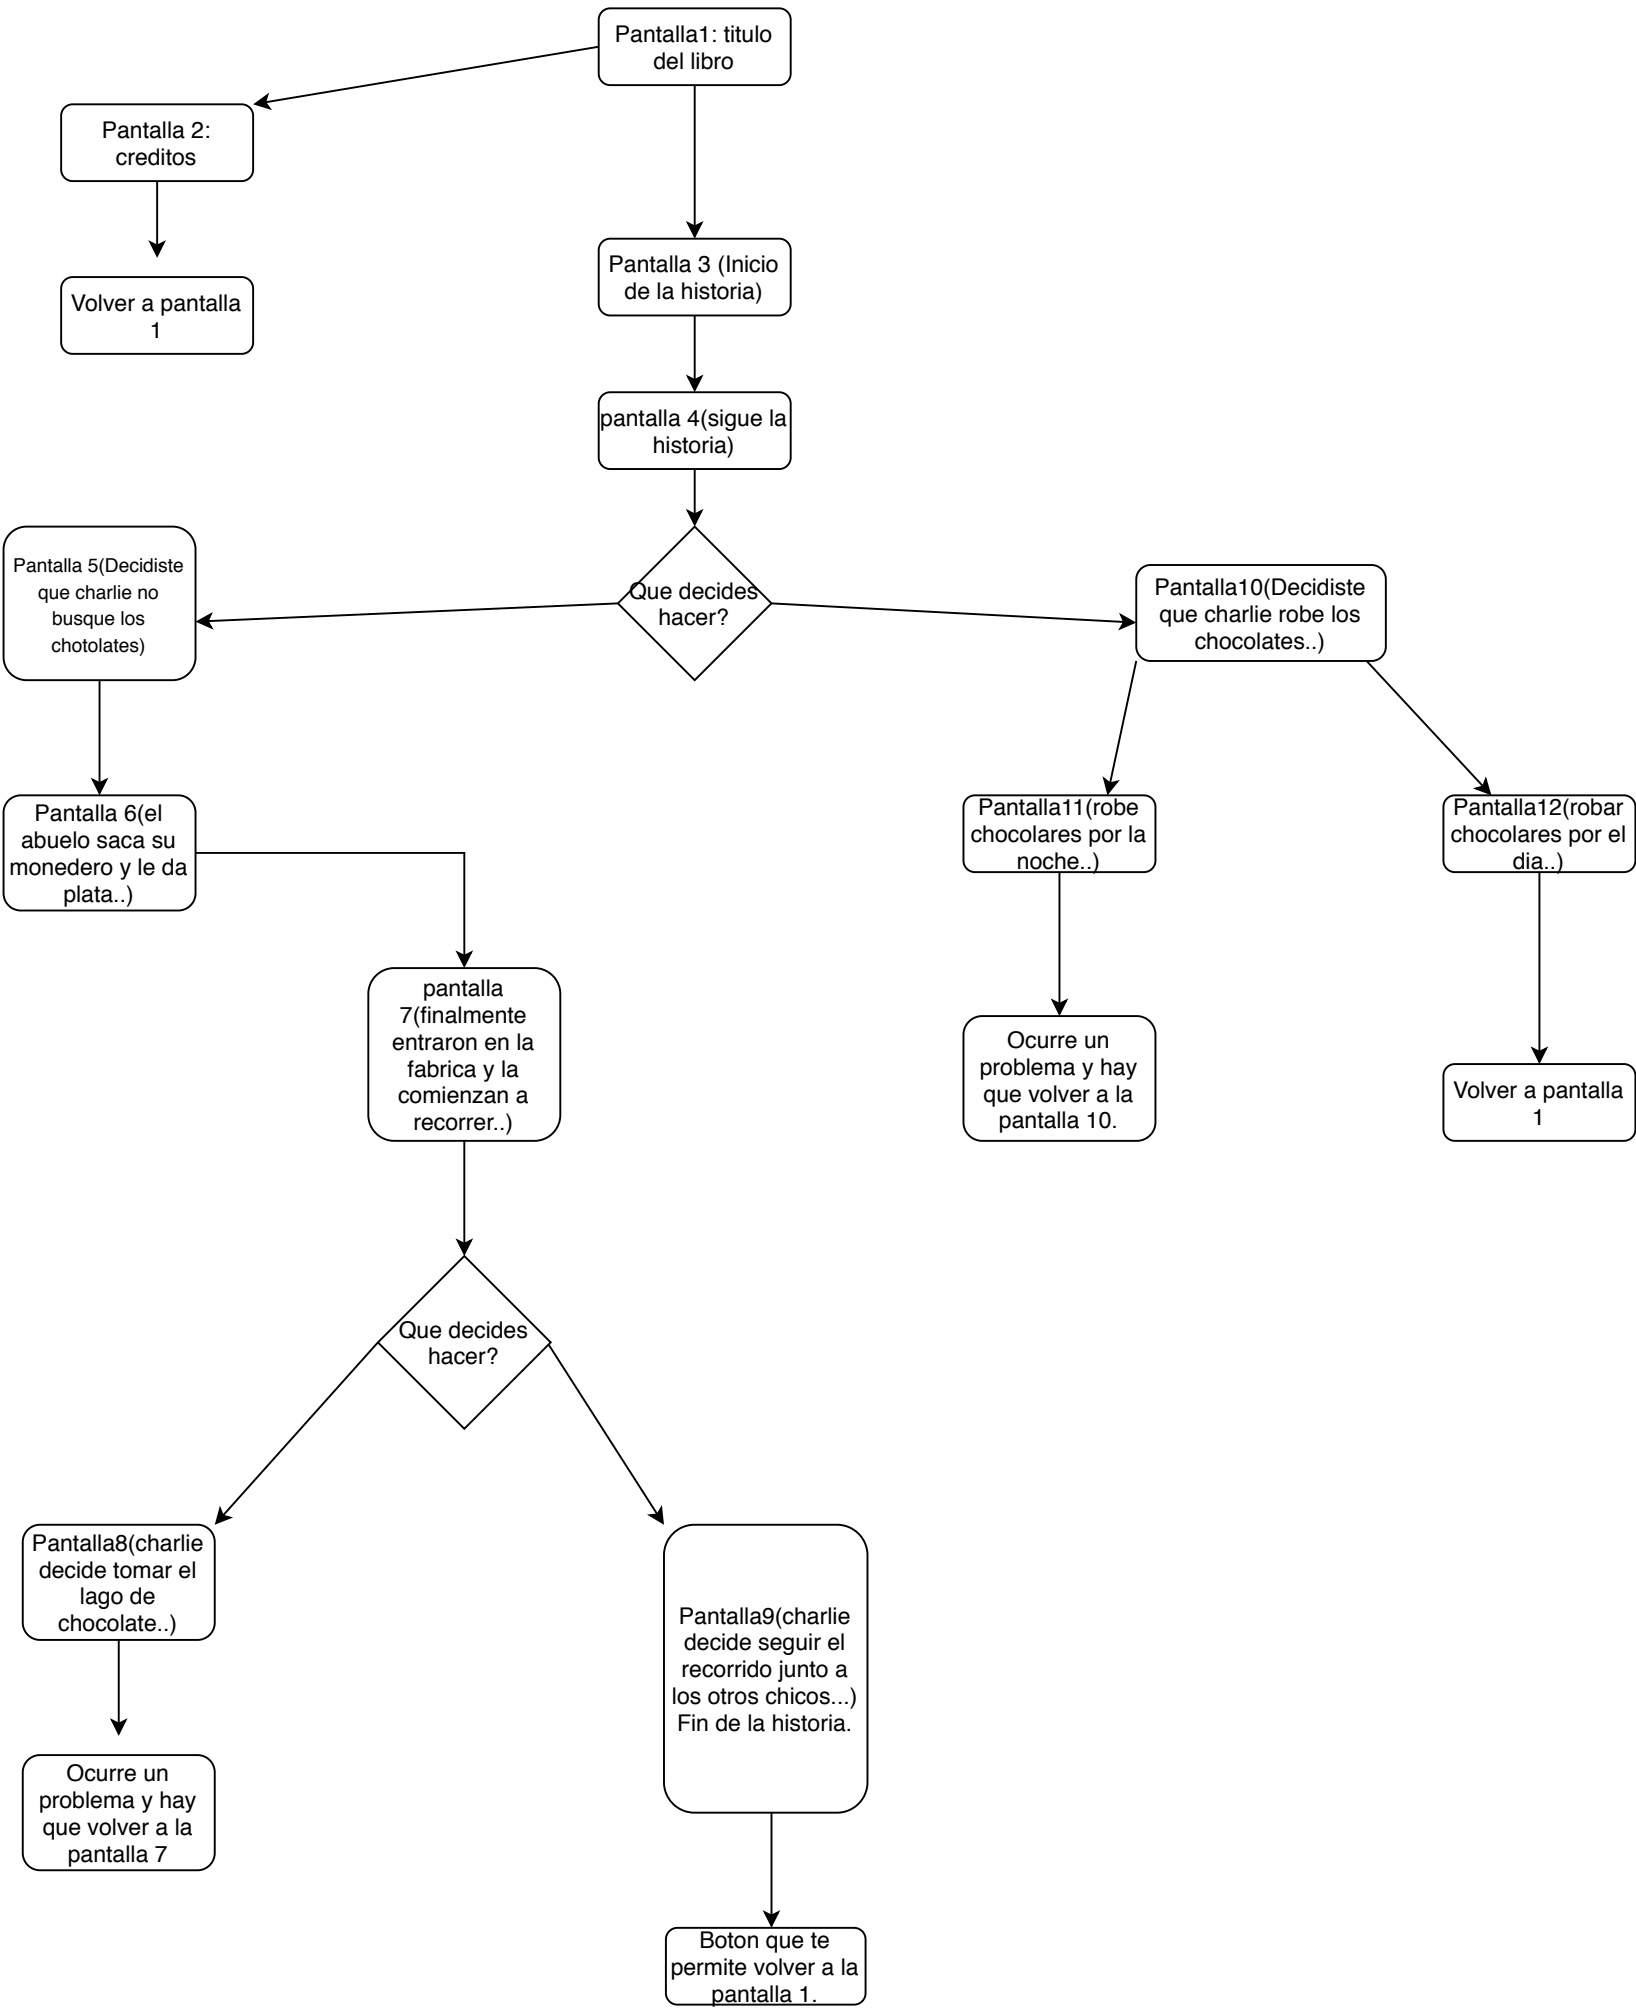 Pantalla1: titulo
del libro
Pantalla 2:
creditos
Pantalla 3 (Inicio
de la historia)
Volver a pantalla
1
pantalla 4(sigue la
historia)
Pantalla 5(Decidiste
que charlie no
busque los
chotolates)
Que decides
hacer?
Pantalla10(Decidiste
que charlie robe los
chocolates..)
Pantalla 6(el
abuelo saca su
monedero y le da
plata..)
Pantalla11(robe
chocolares por la
noche..)
Pantalla12(robar
chocolares por el
dia..)
pantalla
7(finalmente
entraron en la
fabrica y la
comienzan a
recorrer..)
Ocurre un
problema y hay
que volver a la
pantalla 10.
Volver a pantalla
1
Que decides
hacer?
Pantalla8(charlie
decide tomar el
lago de
chocolate..)
Pantalla9(charlie
decide seguir el
recorrido junto a
los otros chicos...)
Fin de la historia.
Ocurre un
problema y hay
que volver a la
pantalla 7
Boton que te
permite volver a la
pantalla 1.